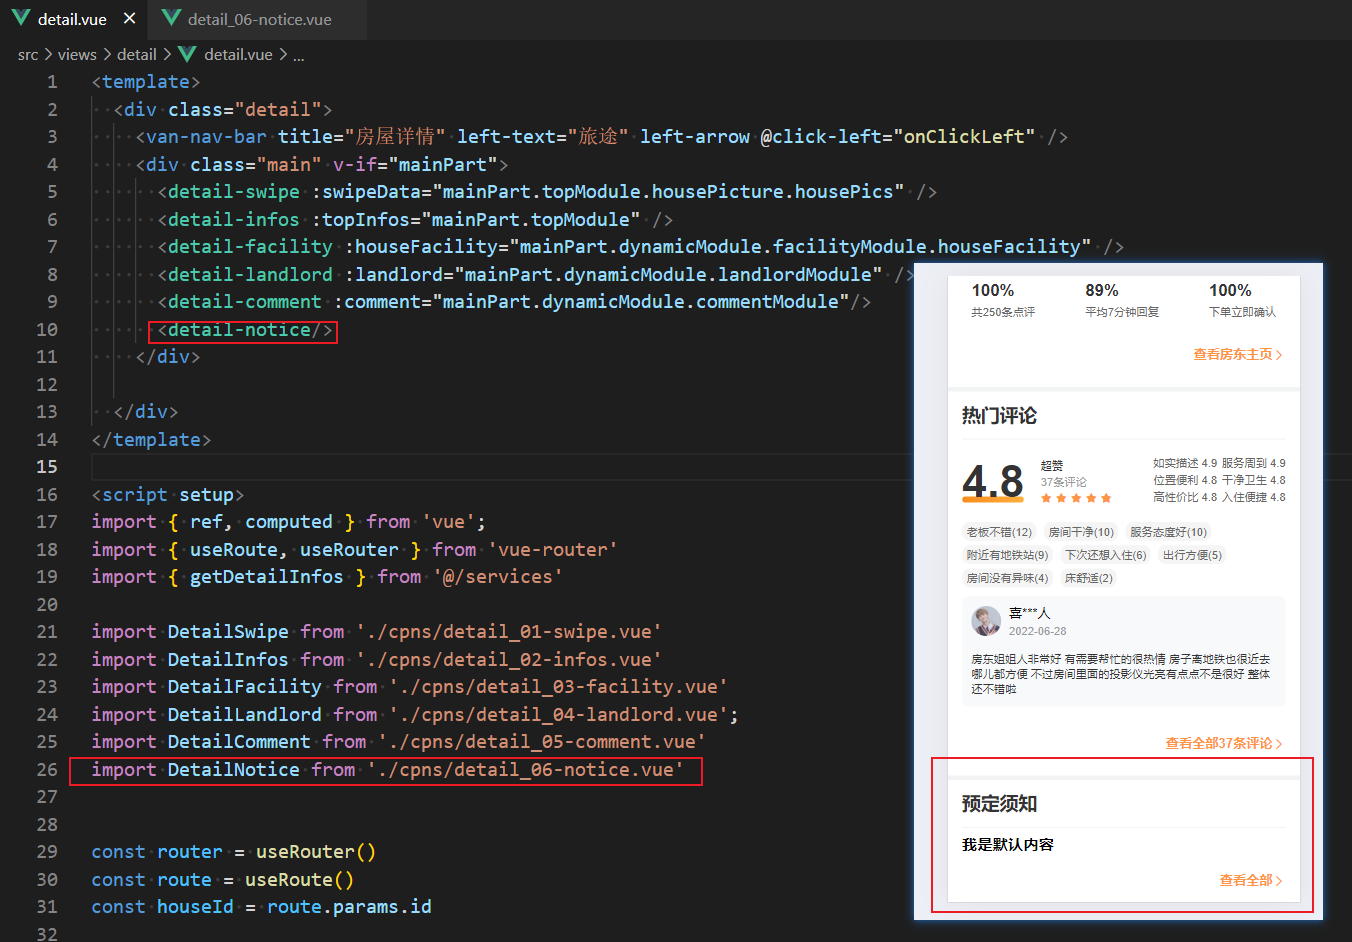 detail.vue × detail_06-notice.vue
src > views > detail > detail.vue > ...
1 <template>
2 <div class="detail">
3 <van-nav-bar title="房屋详情" left-text="旅途" left-arrow @click-left="onClickLeft" />
4 <div class="main" v-if="mainPart">
5 <detail-swipe :swipeData="mainPart.topModule.housePicture.housePics" />
6 <detail-infos :topInfos="mainPart.topModule" />
7 <detail-facility :houseFacility="mainPart.dynamicModule.facilityModule.houseFacility" />
8 <detail-landlord :landlord="mainPart.dynamicModule.landlordModule" />
9 <detail-comment :comment="mainPart.dynamicModule.commentModule"/>
10 <detail-notice/>
11 </div>
12
13 </div>
14 </template>
15
16 <script setup>
17 import { ref, computed } from 'vue';
18 import { useRoute, useRouter } from 'vue-router'
19 import { getDetailInfos } from '@/services'
20
21 import DetailSwipe from './cpns/detail_01-swipe.vue'
22 import DetailInfos from './cpns/detail_02-infos.vue'
23 import DetailFacility from './cpns/detail_03-facility.vue'
24 import DetailLandlord from './cpns/detail_04-landlord.vue';
25 import DetailComment from './cpns/detail_05-comment.vue'
26 import DetailNotice from './cpns/detail_06-notice.vue'
27
28
29 const router = useRouter()
30 const route = useRoute()
31 const houseId = route.params.id
32
100% 89% 100%
共250条点评 平均7分钟回复 下单立即确认
查看房东主页 >
热门评论
4.8 超赞 37条评论 ★★★★★
如实描述 4.9 服务周到 4.9
位置便利 4.8 干净卫生 4.8
高性价比 4.8 入住便捷 4.8
老板不错(12) 房间干净(10) 服务态度好(10)
附近有地铁站(9) 下次还想入住(6) 出行方便(5)
房间没有异味(4) 床舒适(2)
喜***人
2022-06-28
房东姐姐人非常好 有需要帮忙的很热情 房子离地铁也很近去
哪儿都方便 不过房间里面的投影仪光亮有点点不是很好 整体
还不错啦
查看全部37条评论 >
预定须知
我是默认内容
查看全部 >